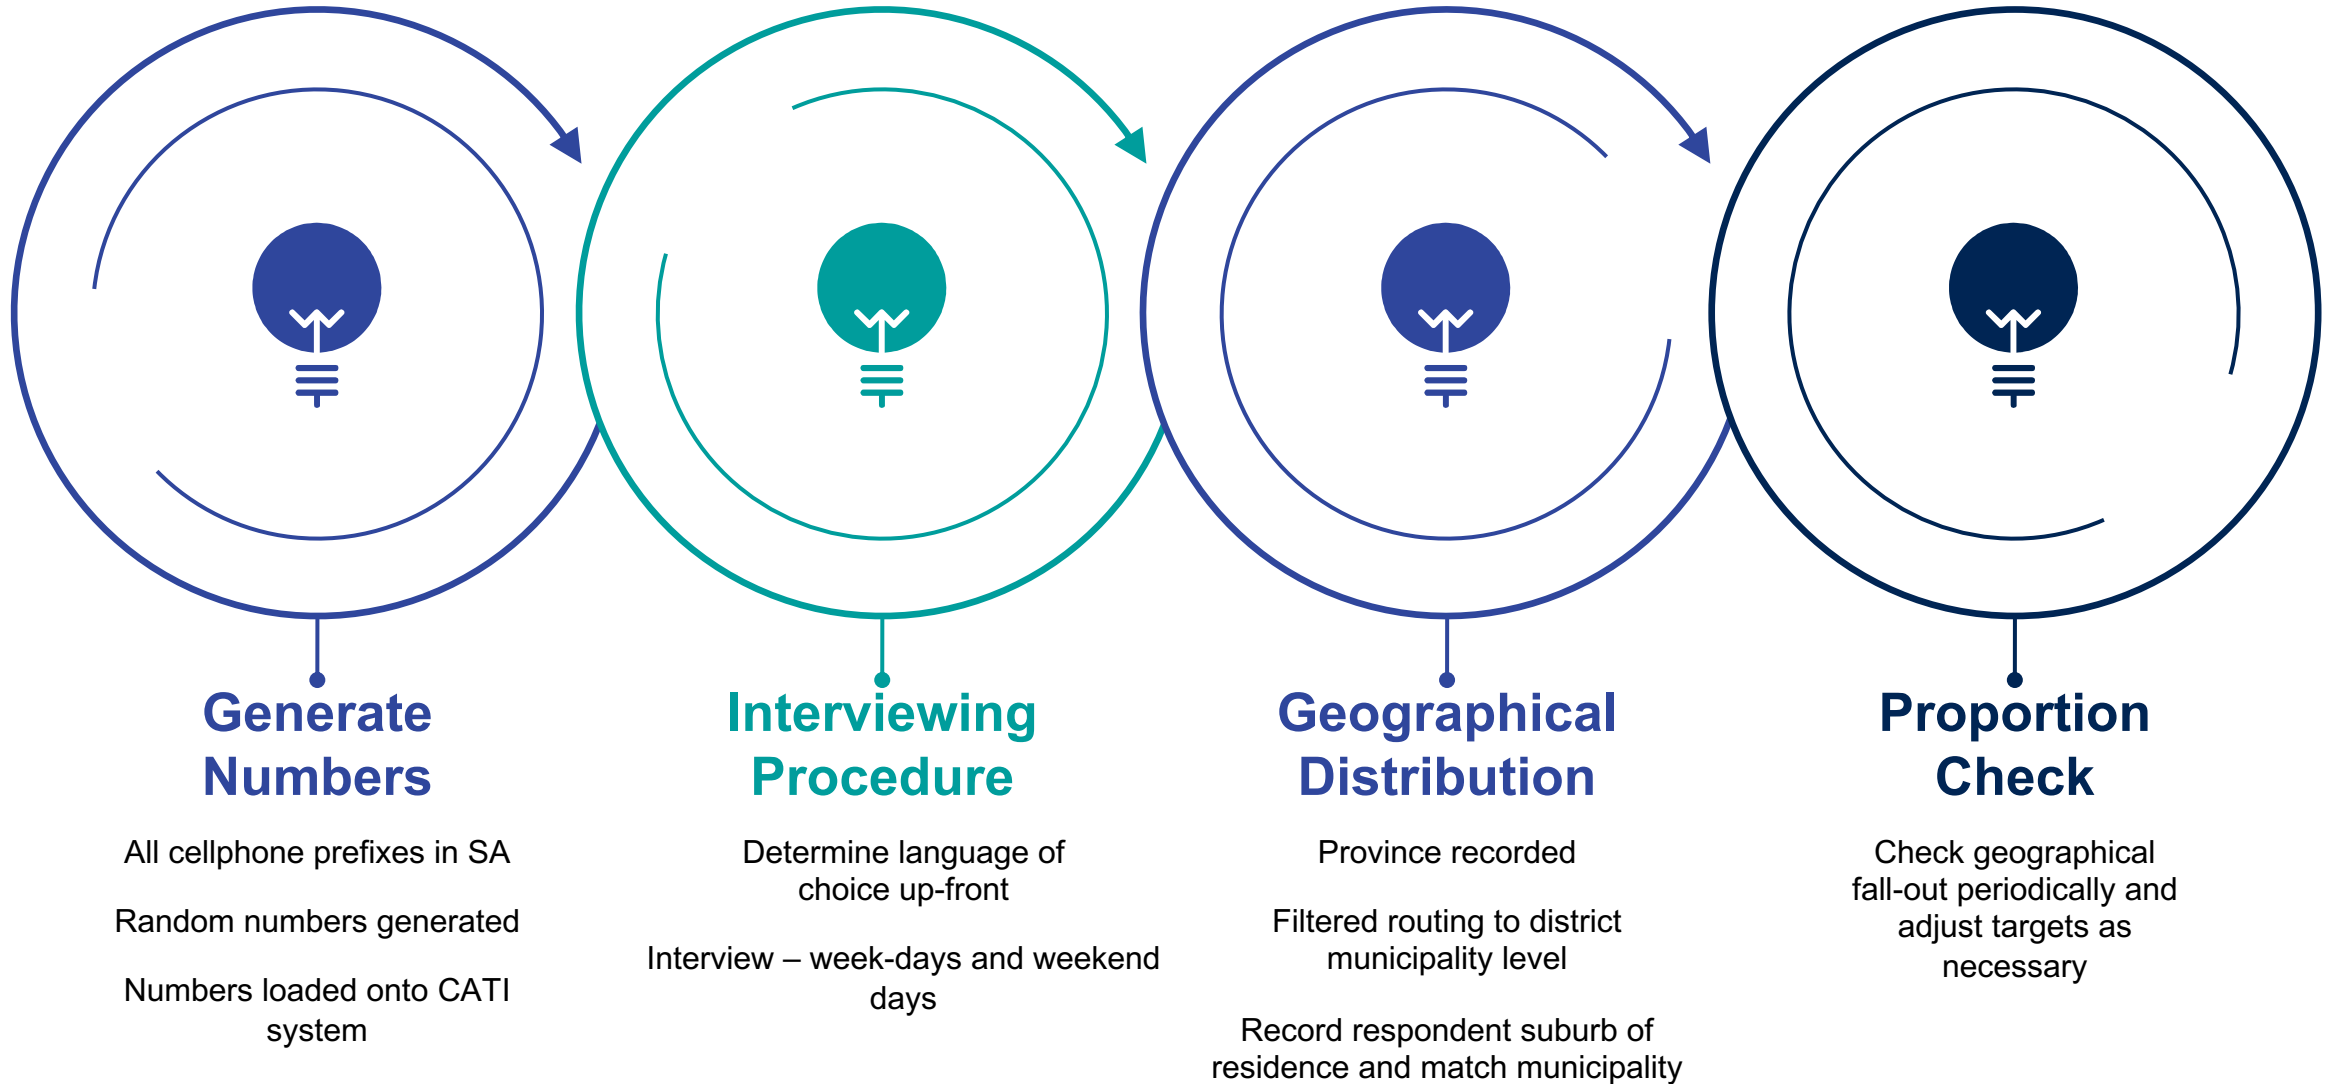 Generate
Numbers
All cellphone prefixes in SA
Random numbers generated
Numbers loaded onto CATI
system
Interviewing
Procedure
Determine language of
choice up-front
Interview – week-days and weekend
days
Geographical
Distribution
Province recorded
Filtered routing to district
municipality level
Record respondent suburb of
residence and match municipality
Proportion
Check
Check geographical
fall-out periodically and
adjust targets as
necessary